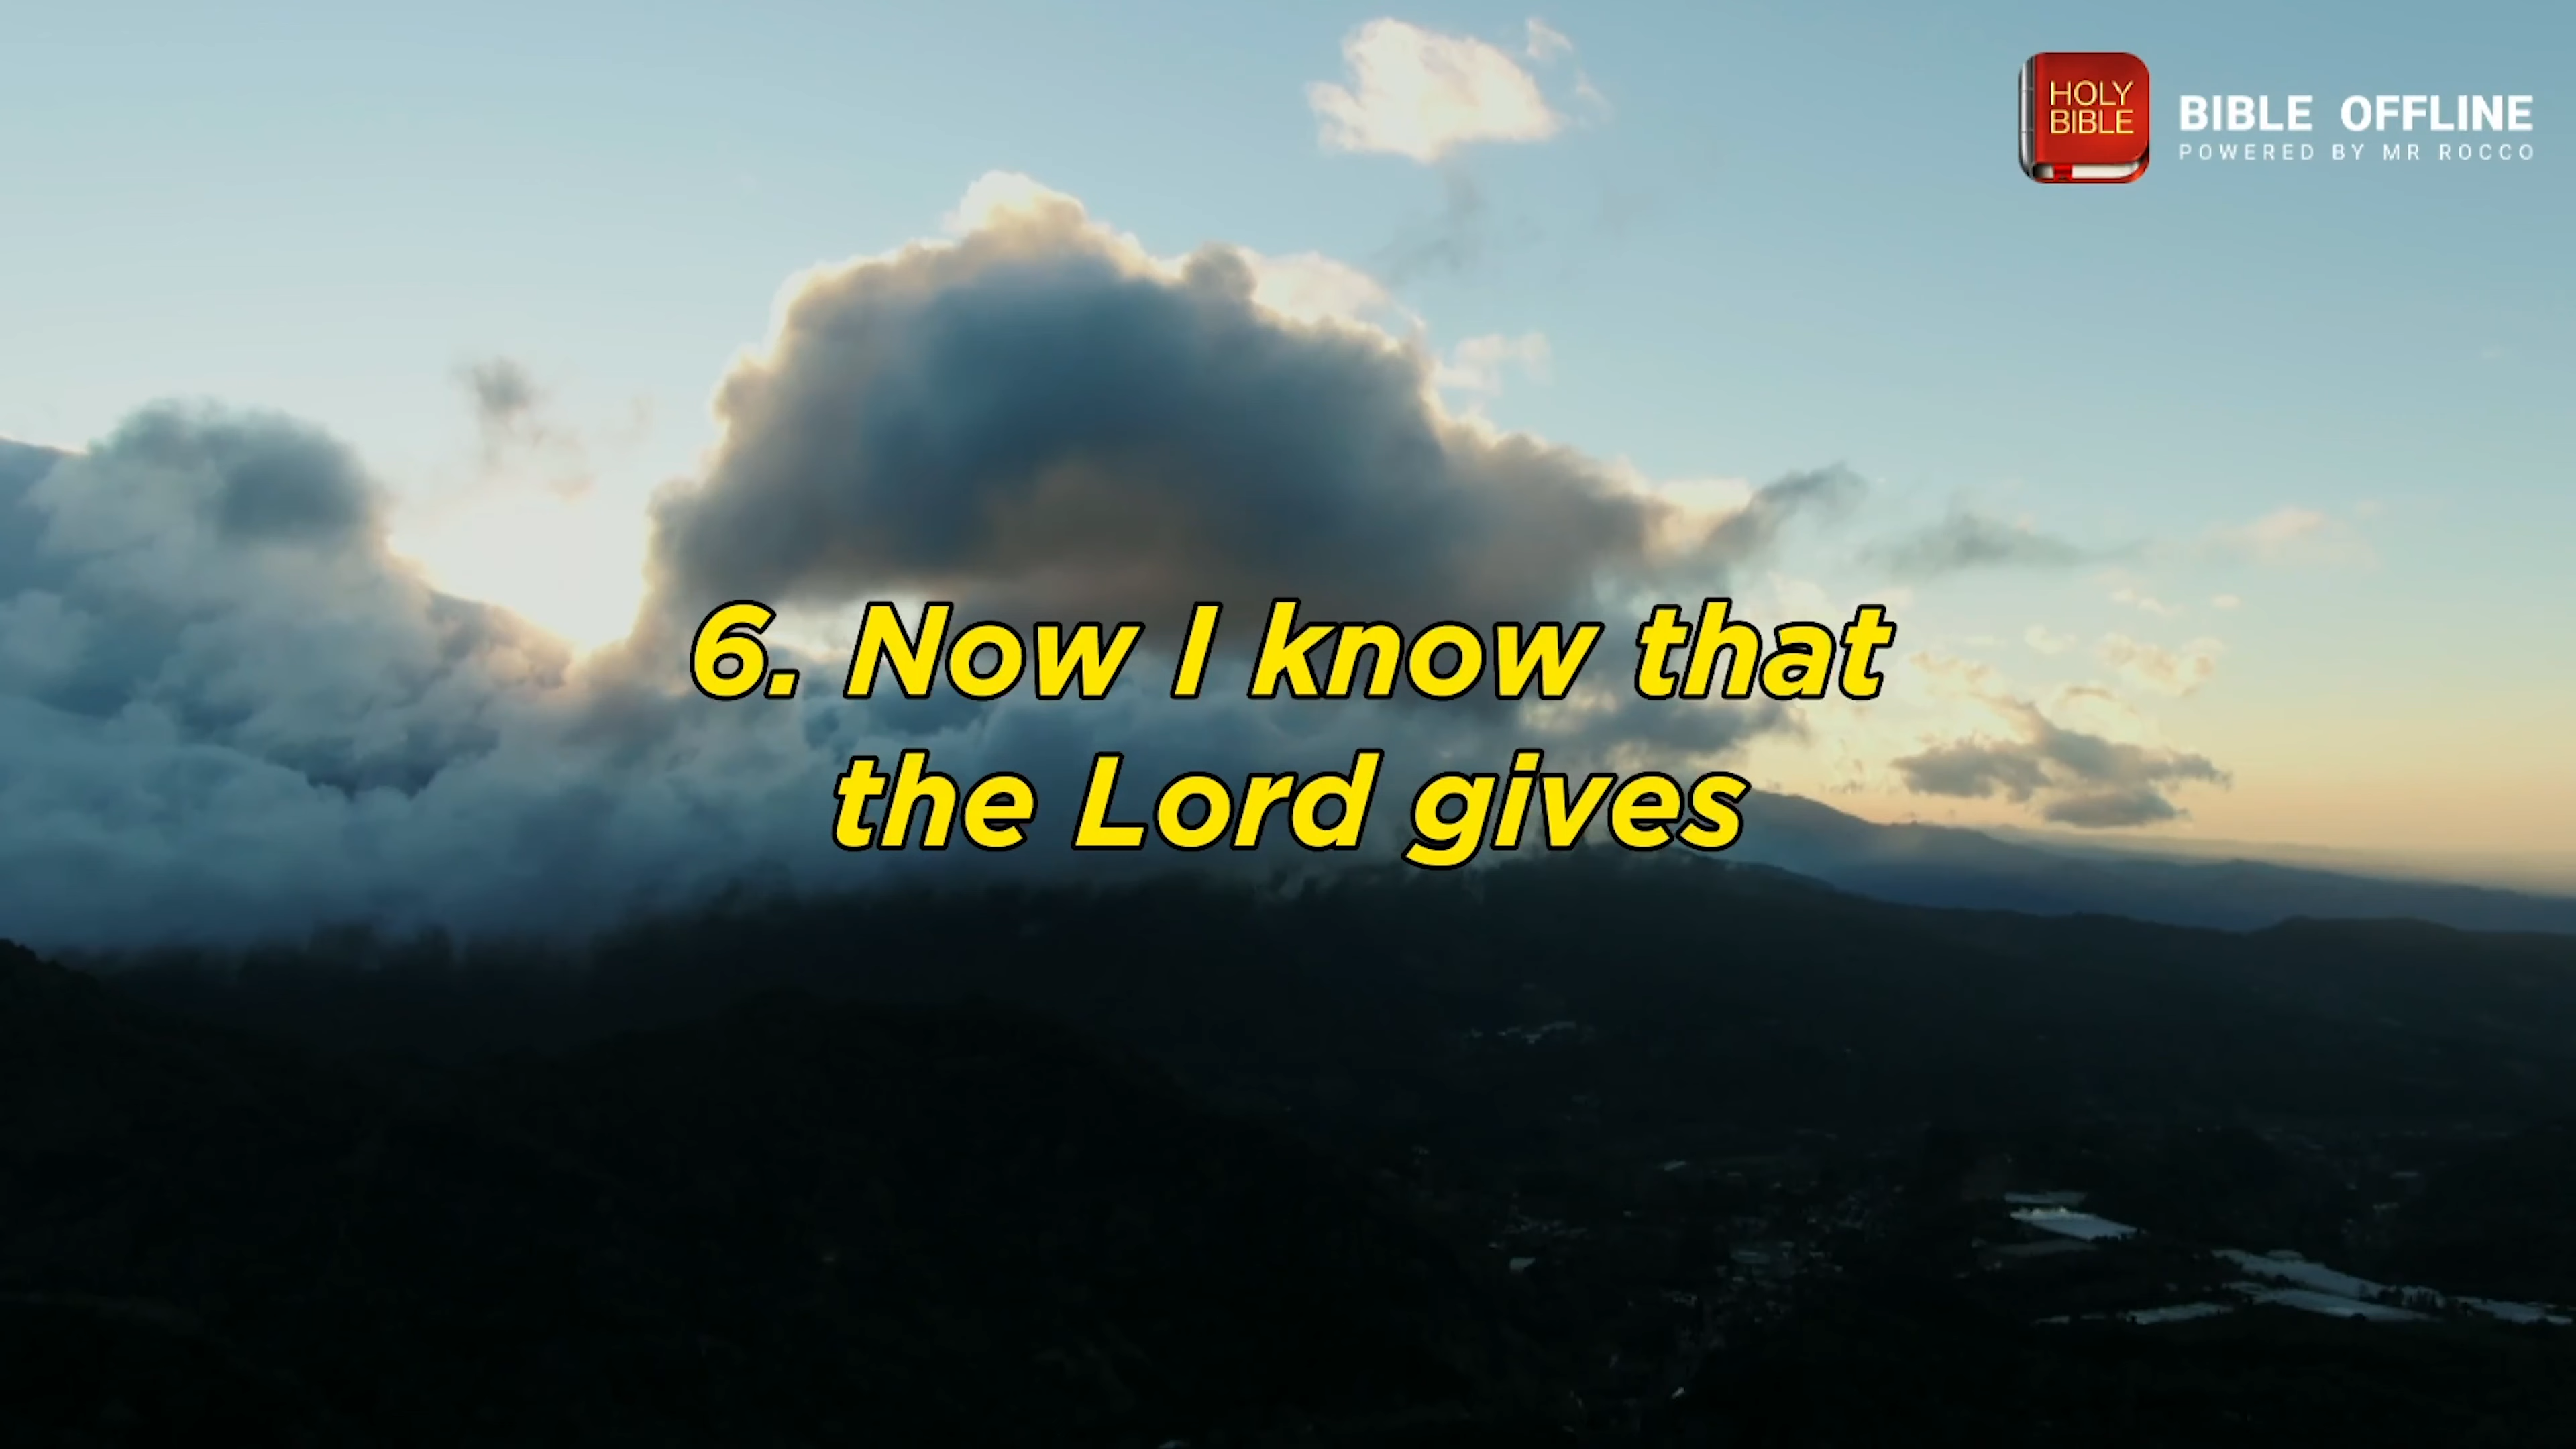 HOLY
BIBLE
BIBLE OFFLINE
POWERED BY MR ROCCO
6. Now I know that
the Lord gives